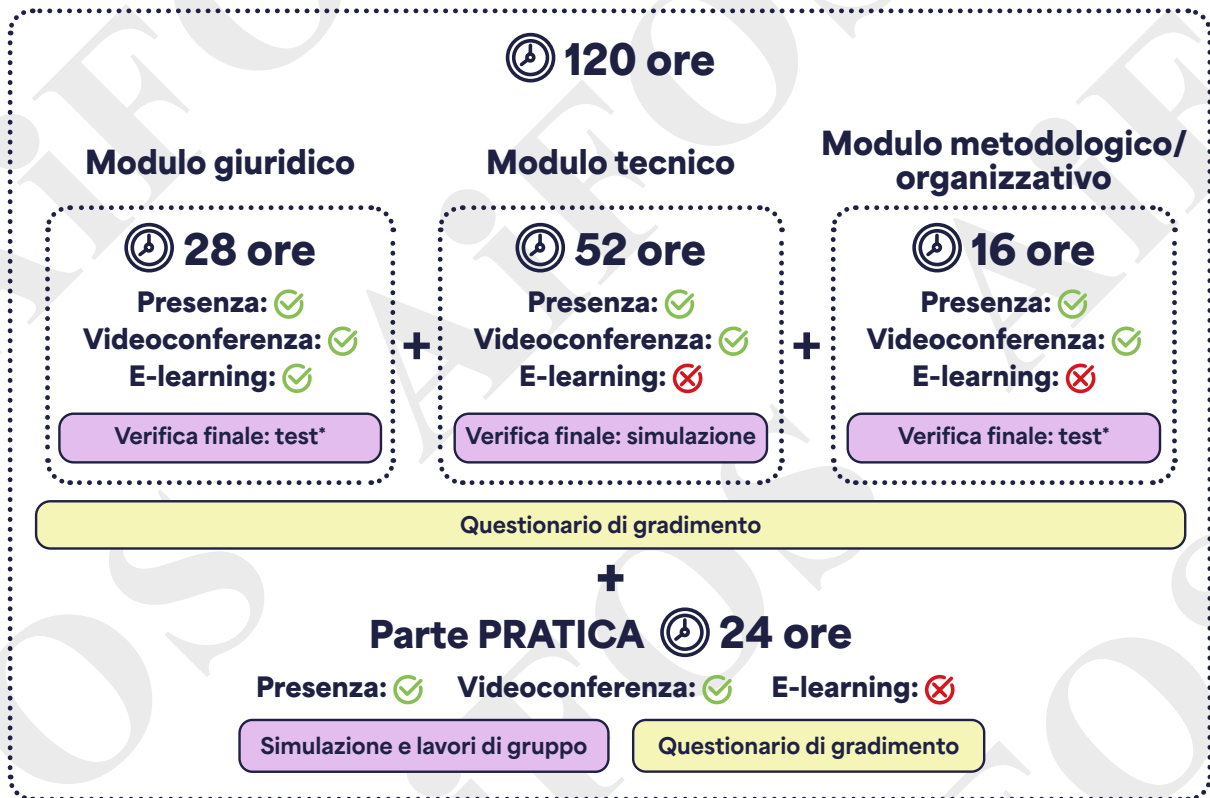 120 ore
Modulo giuridico
28 ore
Presenza:
Videoconferenza:
E-learning:
Verifica finale: test*
+
Modulo tecnico
52 ore
Presenza:
Videoconferenza:
E-learning:
Verifica finale: simulazione
+
Modulo metodologico/
organizzativo
16 ore
Presenza:
Videoconferenza:
E-learning:
Verifica finale: test*
Questionario di gradimento
+
Parte PRATICA 24 ore
Presenza: Videoconferenza: E-learning:
Simulazione e lavori di gruppo
Questionario di gradimento
AiFOS